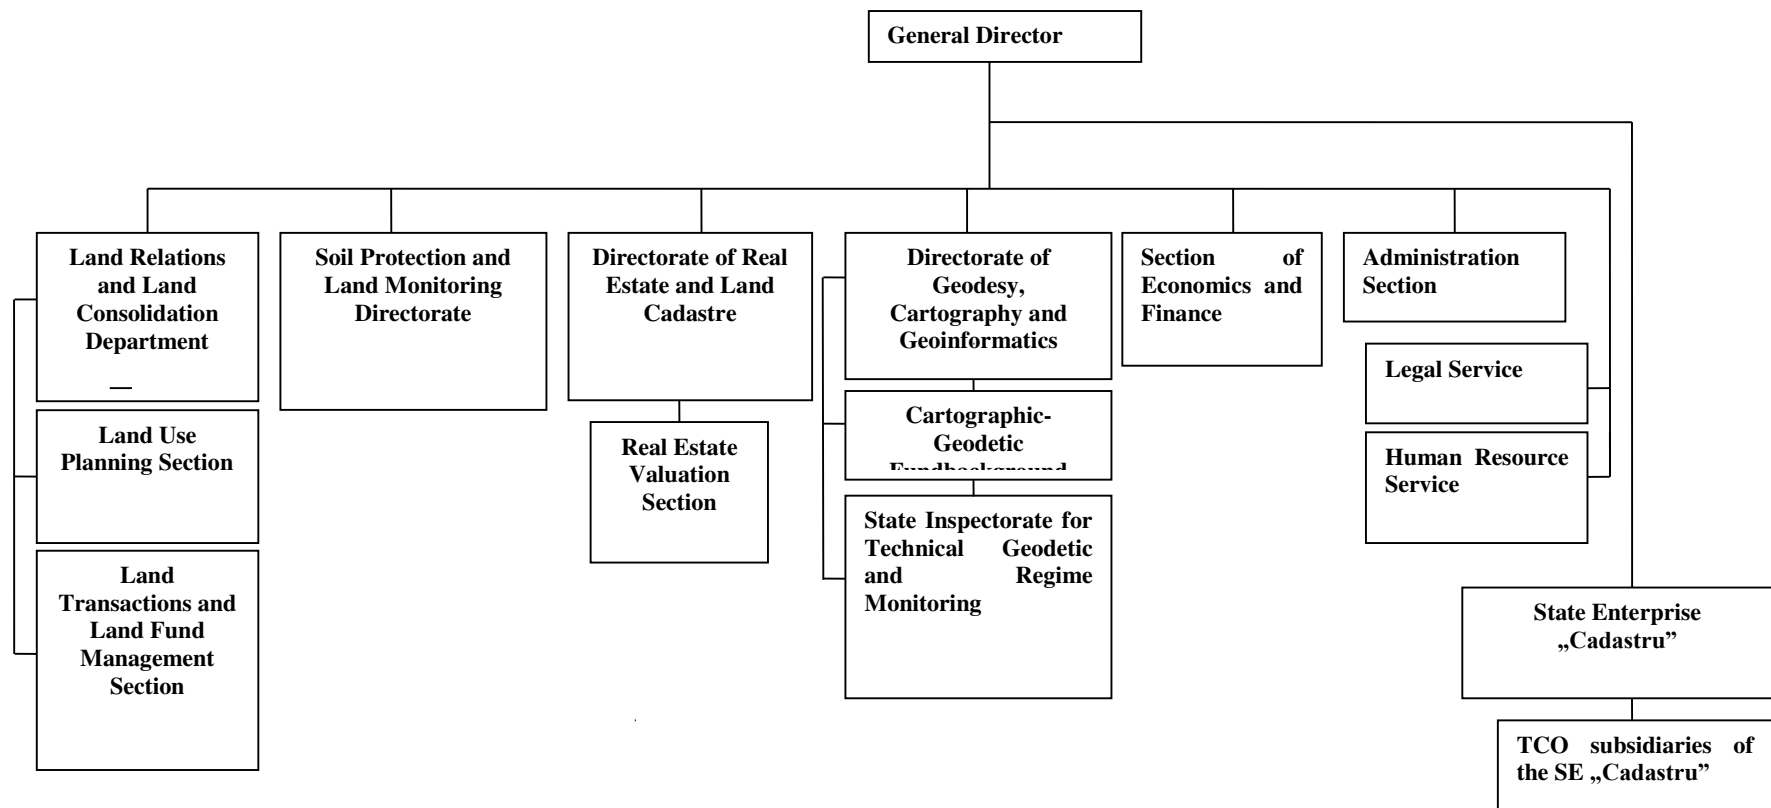 General Director
Land Relations
and Land
Consolidation
Department
Soil Protection and
Land Monitoring
Directorate
Directorate of Real
Estate and Land
Cadastre
Directorate of
Geodesy,
Cartography and
Geoinformatics
Section of
Economics and
Finance
Administration
Section
Legal Service
Human Resource
Service
Land Use
Planning Section
Real Estate
Valuation
Section
Cartographic-
Geodetic
Fundbackground
State Inspectorate for
Technical Geodetic
and Regime
Monitoring
Land
Transactions and
Land Fund
Management
Section
State Enterprise
„Cadastru”
TCO subsidiaries of
the SE „Cadastru”